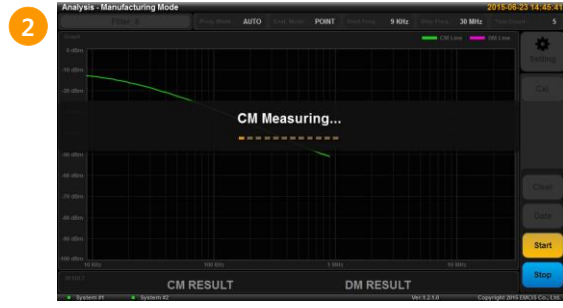 2
Analysis - Manufacturing Mode 2015-06-23 14:45:41
Filter_6 Prog. Mode AUTO Cont. Mode POINT Start Freq. 9 KHz Stop Freq. 30 MHz Test Count 5
Graph CM Line DM Line
Setting
0 dBm
-10 dBm
-20 dBm
Cal
CM Measuring...
-50 dBm
-60 dBm
-70 dBm
-80 dBm
-90 dBm
-100 dBm
Clear
Data
Start
Stop
10 KHz 100 KHz 1 MHz 10 MHz
RESULT
CM RESULT DM RESULT
System #1 System #2 Ver:1.2.1.0 Copyright 2015 EMCIS Co., Ltd.